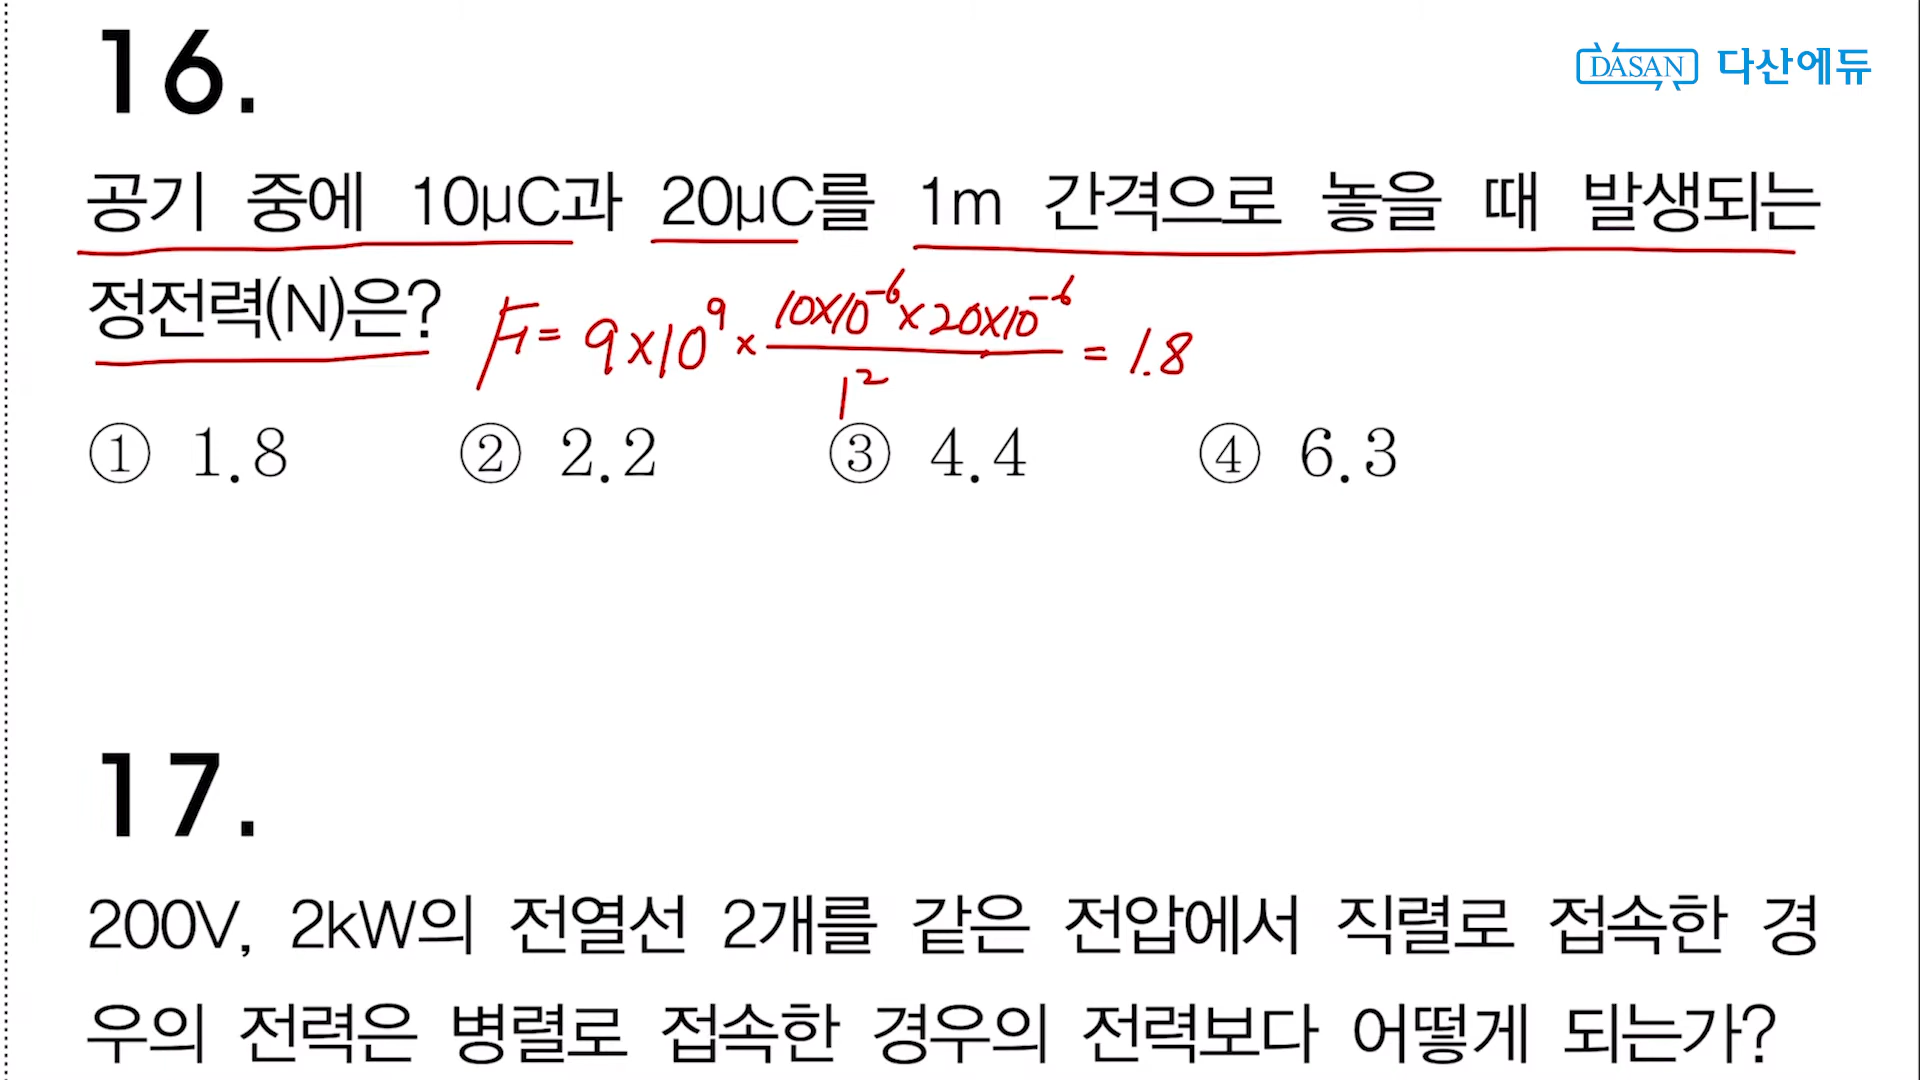 16.
DASAN 다산에듀
공기 중에 10μC과 20μC를 1m 간격으로 놓을 때 발생되는
정전력(N)은?
F = 9×10⁹ × (10×10⁻⁶ × 20×10⁻⁶) / 1² = 1.8
① 1.8 ② 2.2 ③ 4.4 ④ 6.3
17.
200V, 2kW의 전열선 2개를 같은 전압에서 직렬로 접속한 경
우의 전력은 병렬로 접속한 경우의 전력보다 어떻게 되는가?